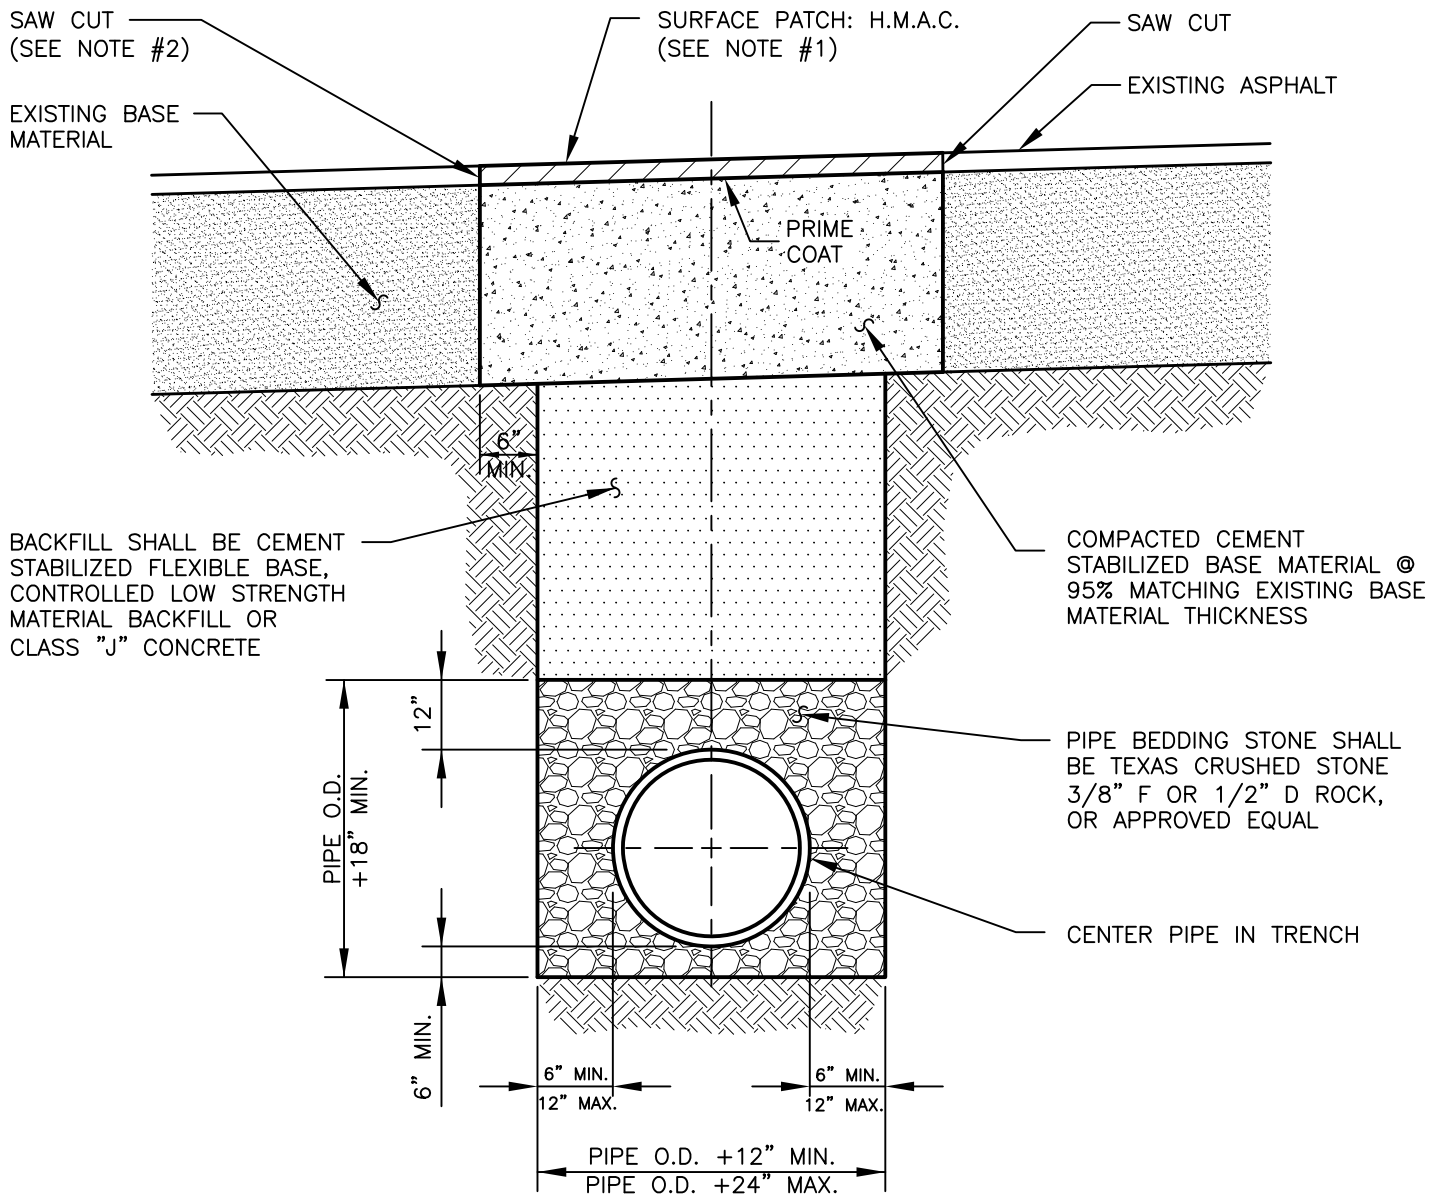 SAW CUT
(SEE NOTE #2)
SURFACE PATCH: H.M.A.C.
(SEE NOTE #1)
SAW CUT
EXISTING ASPHALT
EXISTING BASE
MATERIAL
PRIME
COAT
6"
MIN.
BACKFILL SHALL BE CEMENT
STABILIZED FLEXIBLE BASE,
CONTROLLED LOW STRENGTH
MATERIAL BACKFILL OR
CLASS "J" CONCRETE
COMPACTED CEMENT
STABILIZED BASE MATERIAL @
95% MATCHING EXISTING BASE
MATERIAL THICKNESS
12"
PIPE O.D.
+18" MIN.
PIPE BEDDING STONE SHALL
BE TEXAS CRUSHED STONE
3/8" F OR 1/2" D ROCK,
OR APPROVED EQUAL
CENTER PIPE IN TRENCH
6" MIN.
6" MIN.
12" MAX.
6" MIN.
12" MAX.
PIPE O.D. +12" MIN.
PIPE O.D. +24" MAX.